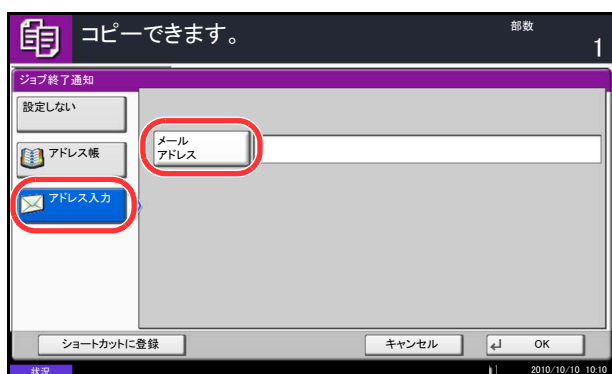 コピーできます。
部数
1
ジョブ終了通知
設定しない
アドレス帳
メール
アドレス
アドレス入力
ショートカットに登録
キャンセル
OK
状況
2010/10/10 10:10